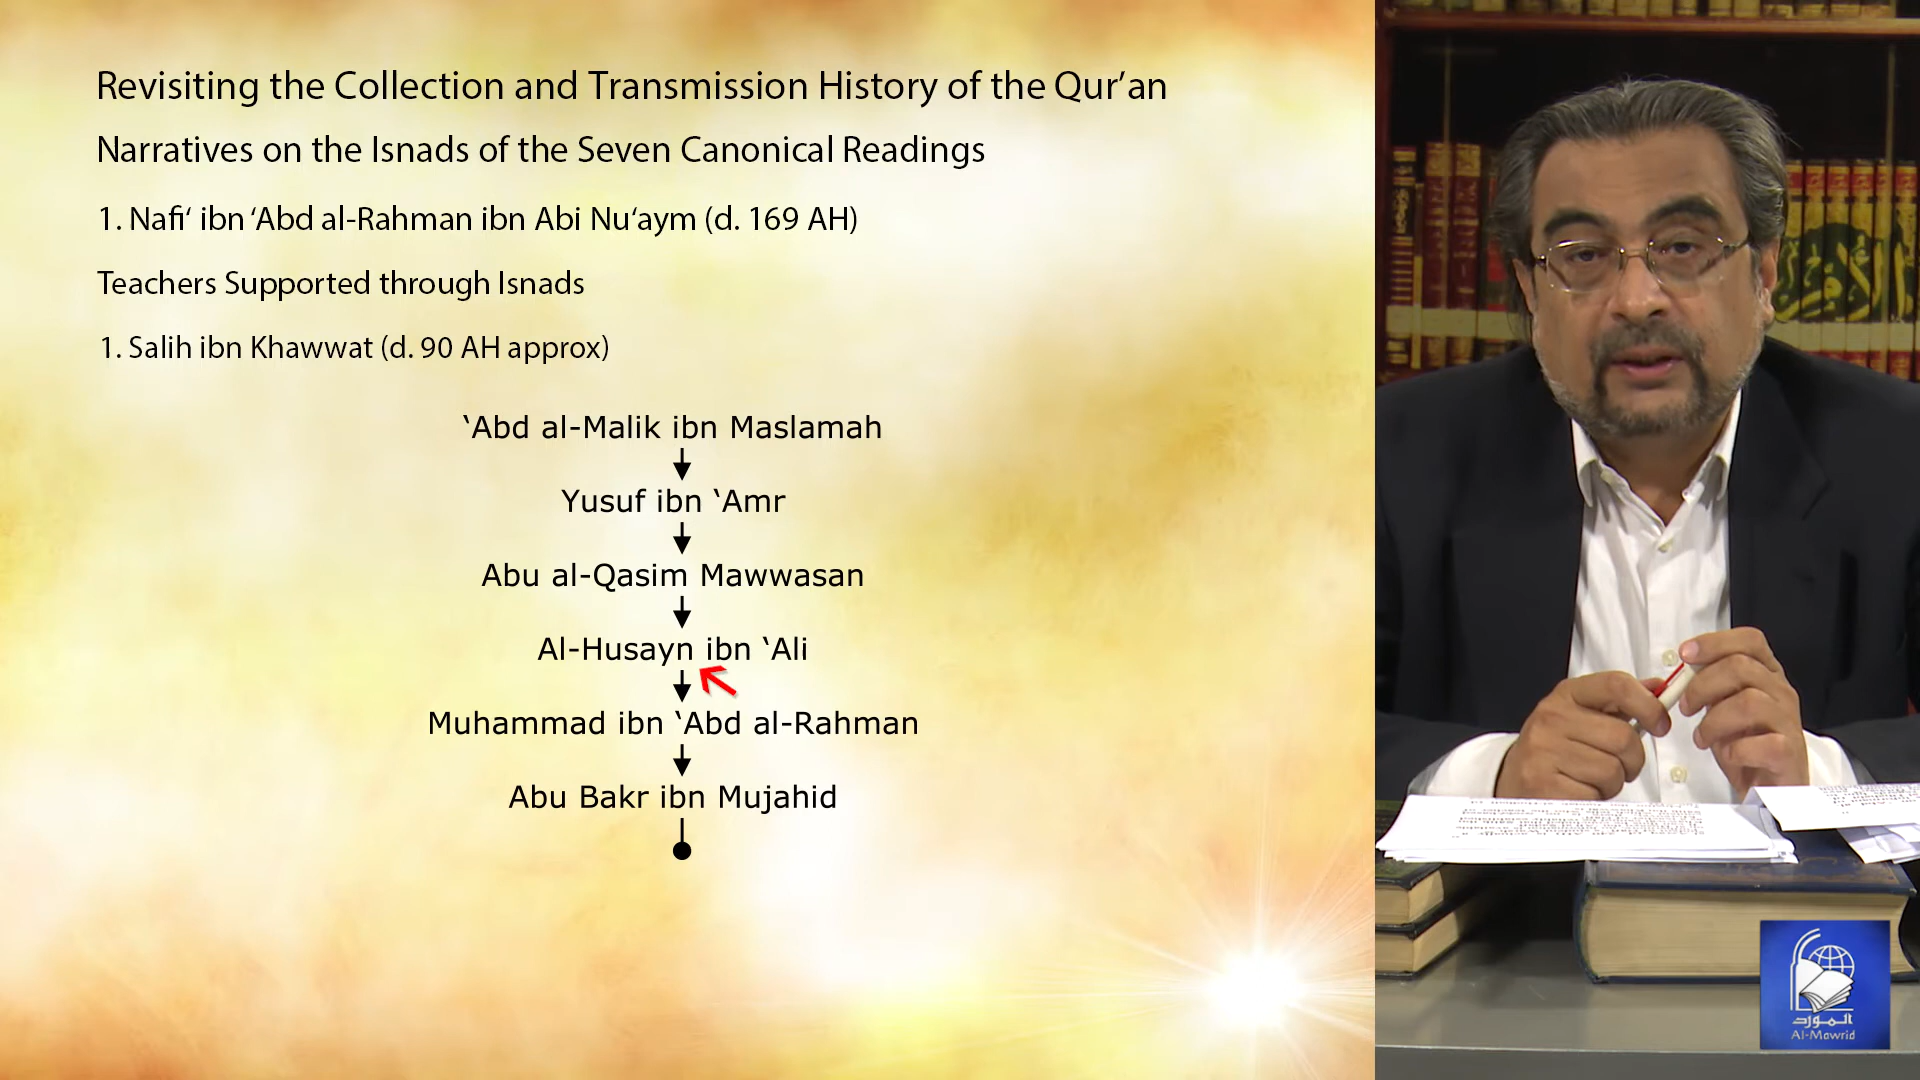 Revisiting the Collection and Transmission History of the Qur’an
Narratives on the Isnads of the Seven Canonical Readings
1. Nafi‘ ibn ‘Abd al-Rahman ibn Abi Nu‘aym (d. 169 AH)
Teachers Supported through Isnads
1. Salih ibn Khawwat (d. 90 AH approx)
‘Abd al-Malik ibn Maslamah
Yusuf ibn ‘Amr
Abu al-Qasim Mawwasan
Al-Husayn ibn ‘Ali
Muhammad ibn ‘Abd al-Rahman
Abu Bakr ibn Mujahid
المورد
Al-Mawrid